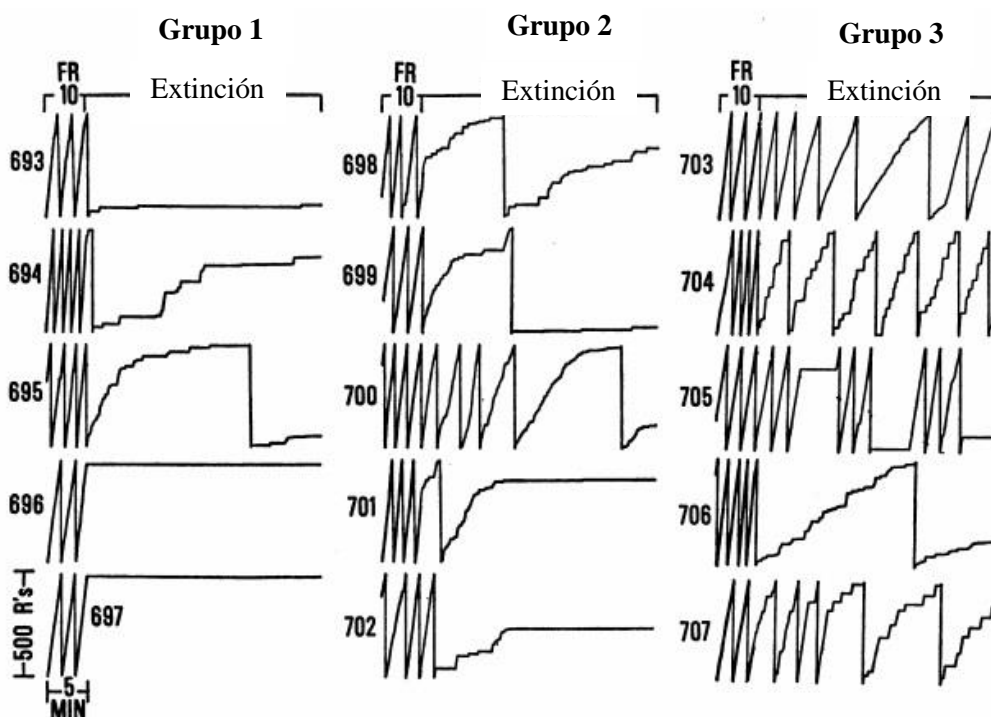 Grupo 1
Grupo 2
Grupo 3
FR
10
Extinción
FR
10
Extinción
FR
10
Extinción
693
698
703
694
699
704
695
700
705
696
701
706
697
702
707
500 R's
5
MIN